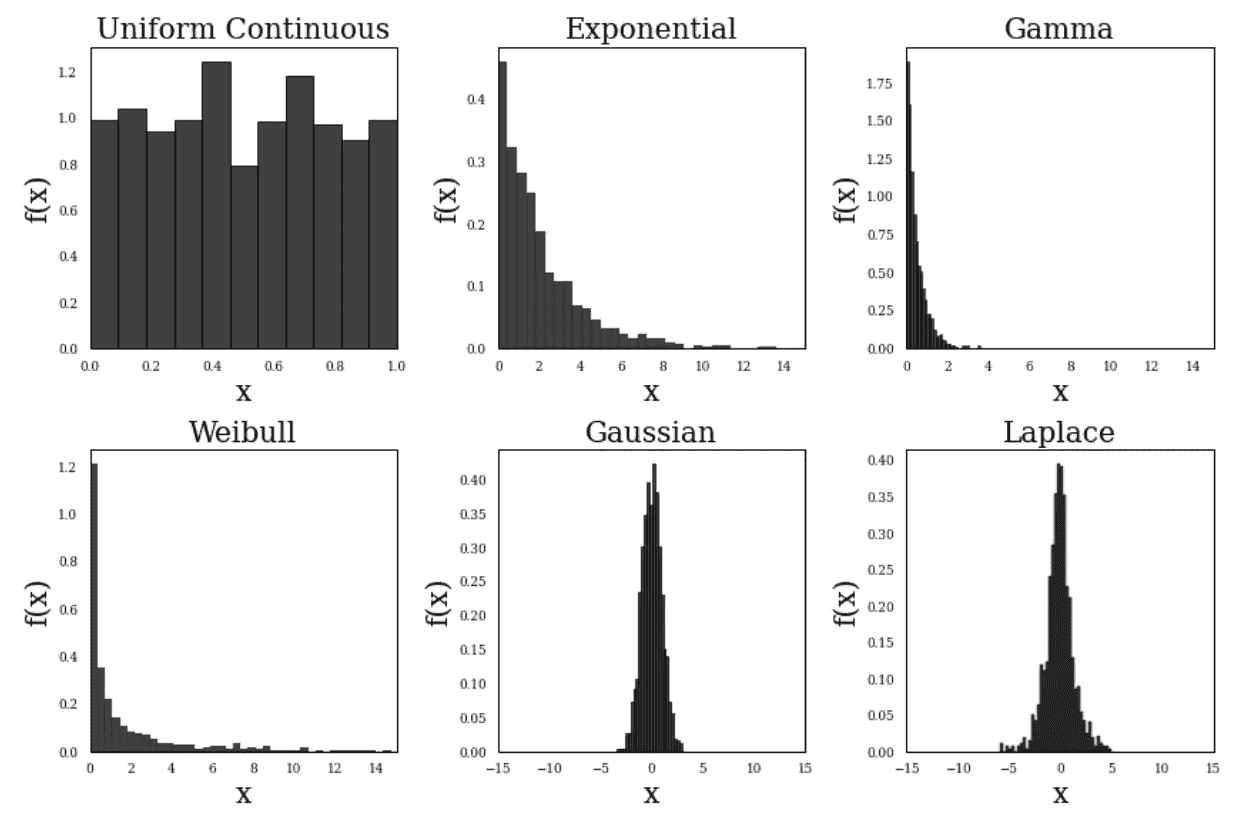 Uniform Continuous
1.2
1.0
0.8
0.6
0.4
0.2
0.0
f(x)
0.0 0.2 0.4 0.6 0.8 1.0
x
Exponential
0.4
0.3
0.2
0.1
0.0
f(x)
0 2 4 6 8 10 12 14
x
Gamma
1.75
1.50
1.25
1.00
0.75
0.50
0.25
0.00
f(x)
0 2 4 6 8 10 12 14
x
Weibull
1.2
1.0
0.8
0.6
0.4
0.2
0.0
f(x)
0 2 4 6 8 10 12 14
x
Gaussian
0.40
0.35
0.30
0.25
0.20
0.15
0.10
0.05
0.00
f(x)
−15 −10 −5 0 5 10 15
x
Laplace
0.40
0.35
0.30
0.25
0.20
0.15
0.10
0.05
0.00
f(x)
−15 −10 −5 0 5 10 15
x